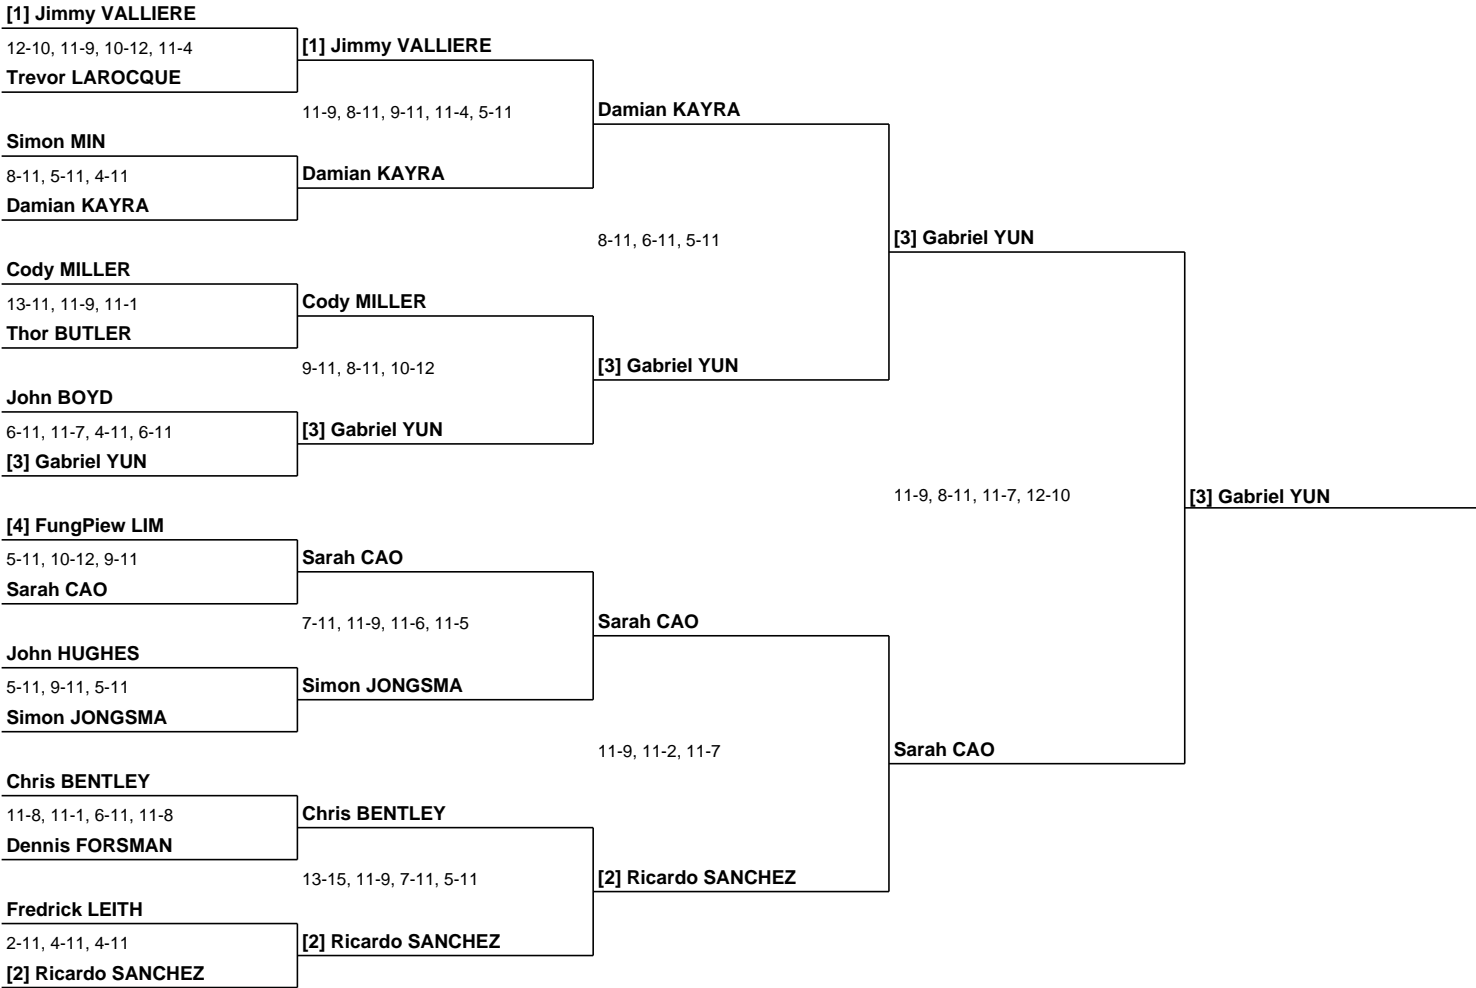 [1] Jimmy VALLIERE
12-10, 11-9, 10-12, 11-4
Trevor LAROCQUE
Simon MIN
8-11, 5-11, 4-11
Damian KAYRA
Cody MILLER
13-11, 11-9, 11-1
Thor BUTLER
John BOYD
6-11, 11-7, 4-11, 6-11
[3] Gabriel YUN
[4] FungPiew LIM
5-11, 10-12, 9-11
Sarah CAO
John HUGHES
5-11, 9-11, 5-11
Simon JONGSMA
Chris BENTLEY
11-8, 11-1, 6-11, 11-8
Dennis FORSMAN
Fredrick LEITH
2-11, 4-11, 4-11
[2] Ricardo SANCHEZ
[1] Jimmy VALLIERE
11-9, 8-11, 9-11, 11-4, 5-11
Damian KAYRA
Cody MILLER
9-11, 8-11, 10-12
[3] Gabriel YUN
Sarah CAO
7-11, 11-9, 11-6, 11-5
Simon JONGSMA
Chris BENTLEY
13-15, 11-9, 7-11, 5-11
[2] Ricardo SANCHEZ
Damian KAYRA
8-11, 6-11, 5-11
[3] Gabriel YUN
Sarah CAO
11-9, 11-2, 11-7
[2] Ricardo SANCHEZ
[3] Gabriel YUN
11-9, 8-11, 11-7, 12-10
Sarah CAO
[3] Gabriel YUN